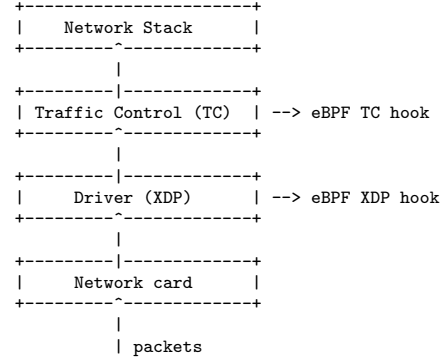 Network Stack
Traffic Control (TC) --> eBPF TC hook
Driver (XDP) --> eBPF XDP hook
Network card
packets